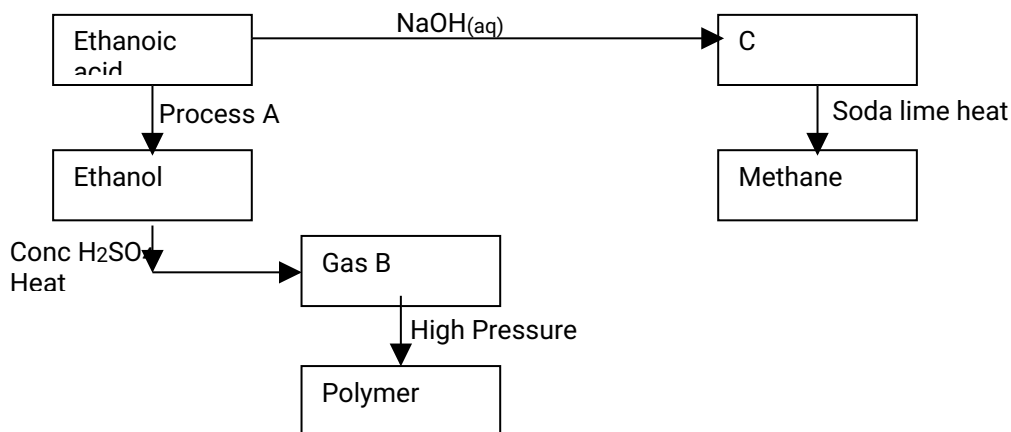 NaOH(aq)
Ethanoic
acid
C
Process A
Soda lime heat
Ethanol
Methane
Conc H2SO4
Heat
Gas B
High Pressure
Polymer